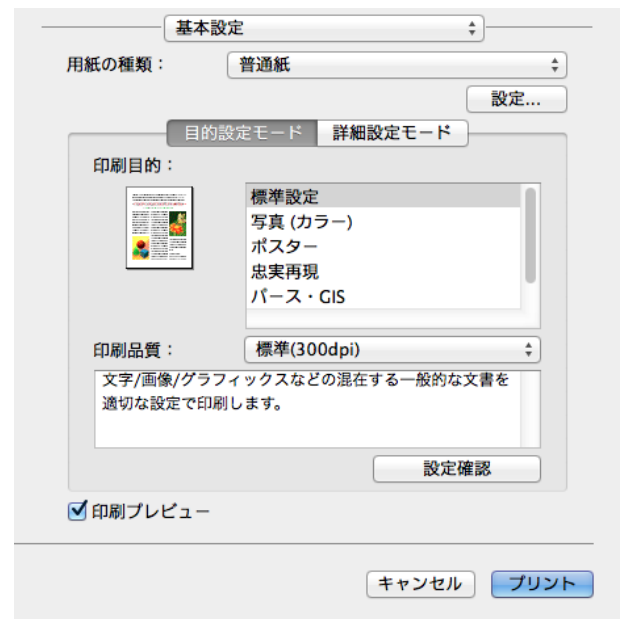 基本設定
用紙の種類： 普通紙
設定...
目的設定モード 詳細設定モード
印刷目的：
標準設定
写真 (カラー)
ポスター
忠実再現
パース・GIS
印刷品質： 標準(300dpi)
文字/画像/グラフィックスなどの混在する一般的な文書を
適切な設定で印刷します。
設定確認
印刷プレビュー
キャンセル プリント